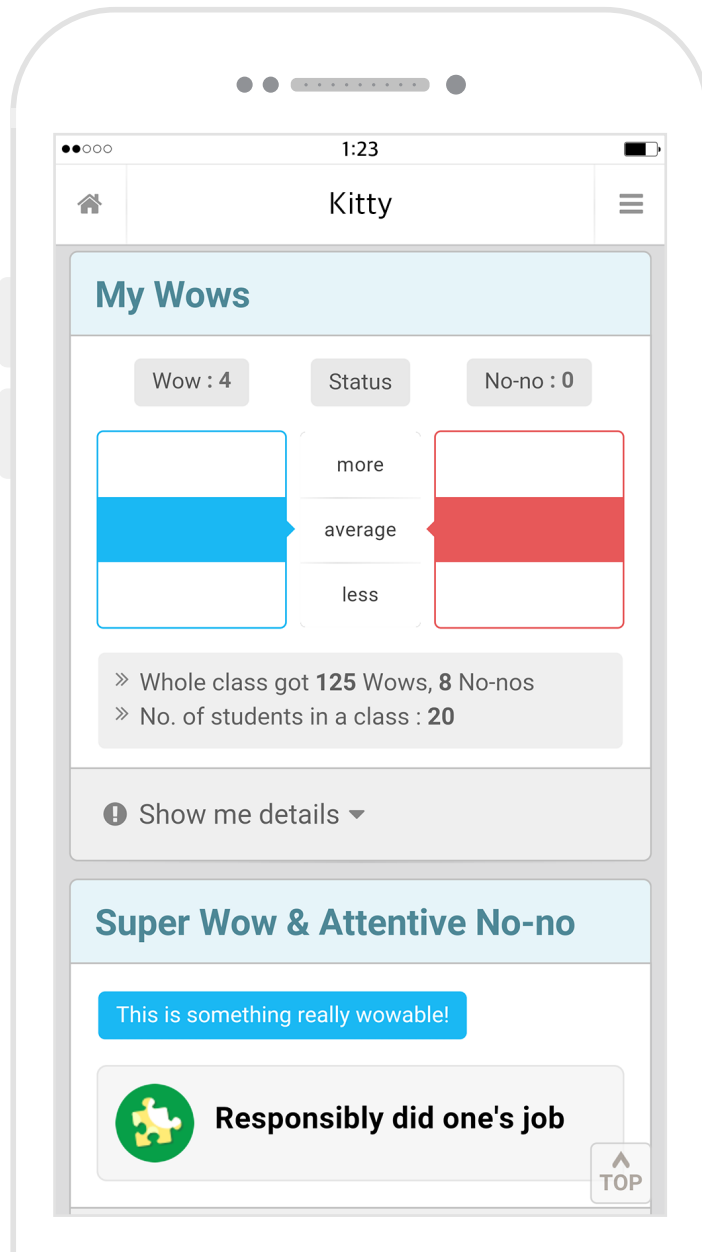 1:23
Kitty
My Wows
Wow : 4
Status
No-no : 0
more
average
less
Whole class got 125 Wows, 8 No-nos
No. of students in a class : 20
Show me details
Super Wow & Attentive No-no
This is something really wowable!
Responsibly did one's job
TOP